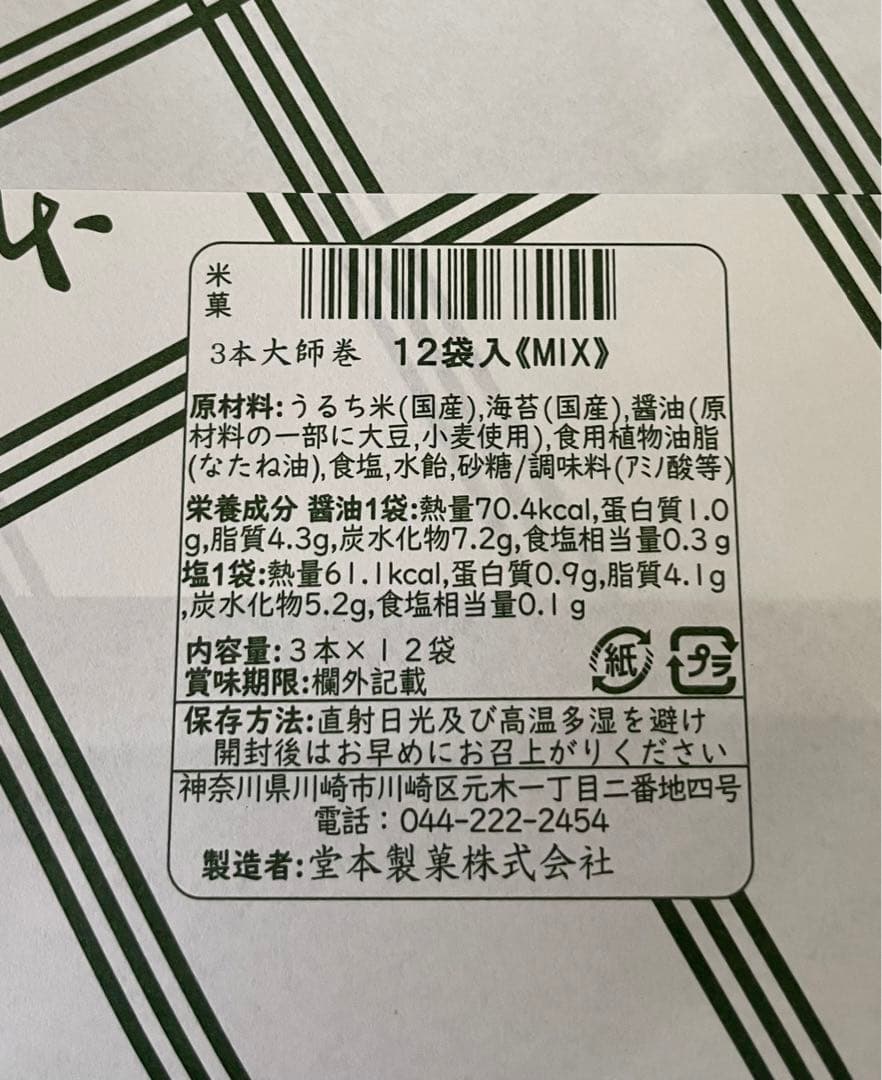 米菓
3本大師巻 12袋入《MIX》
原材料:うるち米(国産),海苔(国産),醤油(原
材料の一部に大豆,小麦使用),食用植物油脂
(なたね油),食塩,水飴,砂糖/調味料(アミノ酸等)
栄養成分 醤油1袋:熱量70.4kcal,蛋白質1.0
g,脂質4.3g,炭水化物7.2g,食塩相当量0.3g
塩1袋:熱量61.1kcal,蛋白質0.9g,脂質4.1g
,炭水化物5.2g,食塩相当量0.1g
内容量:3本×12袋
紙 プラ
賞味期限:欄外記載
保存方法:直射日光及び高温多湿を避け
開封後はお早めにお召上がりください
神奈川県川崎市川崎区元木一丁目二番地四号
電話:044-222-2454
製造者:堂本製菓株式会社